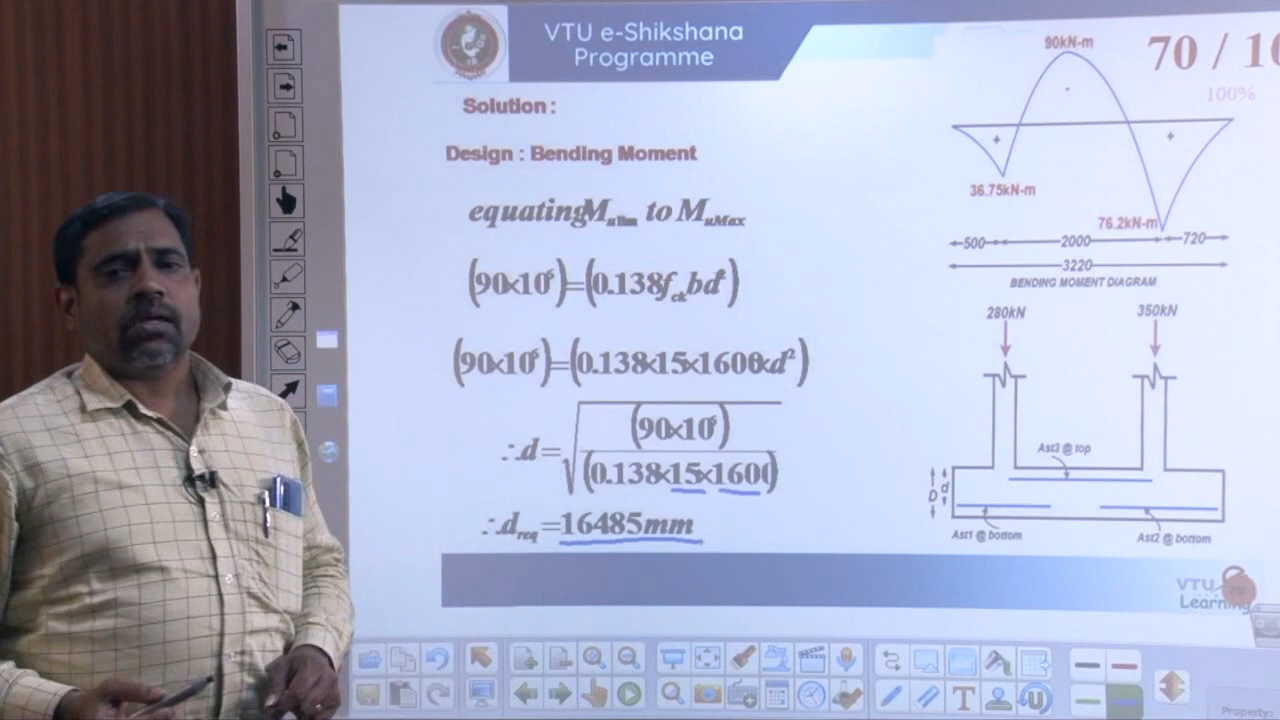 VTU e-Shikshana
Programme
70 / 10
100%
Solution :
Design : Bending Moment
equatingMulim to MuMax
(90×10⁶)=(0.138fckbd²)
(90×10⁶)=(0.138×15×1600×d²)
∴d=√(90×10⁶)/(0.138×15×1600)
∴dreq=16485mm
90kN-m
+
+
36.75kN-m
76.2kN-m
500
2000
720
3220
BENDING MOMENT DIAGRAM
280kN
350kN
Ast3 @ top
D
d
Ast1 @ bottom
Ast2 @ bottom
VTU
Learning
T
Property: